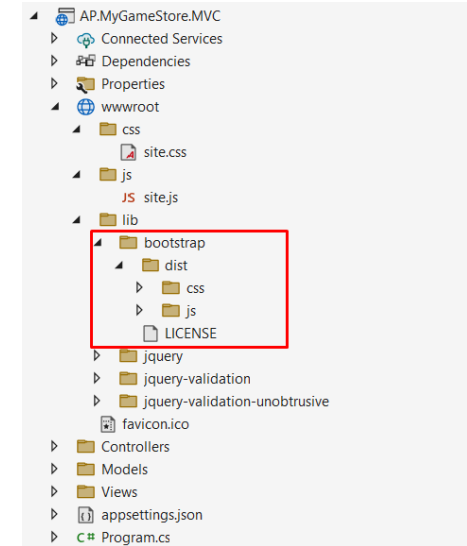 AP.MyGameStore.MVC
Connected Services
Dependencies
Properties
wwwroot
css
site.css
js
JS site.js
lib
bootstrap
dist
css
js
LICENSE
jquery
jquery-validation
jquery-validation-unobtrusive
favicon.ico
Controllers
Models
Views
appsettings.json
C# Program.cs